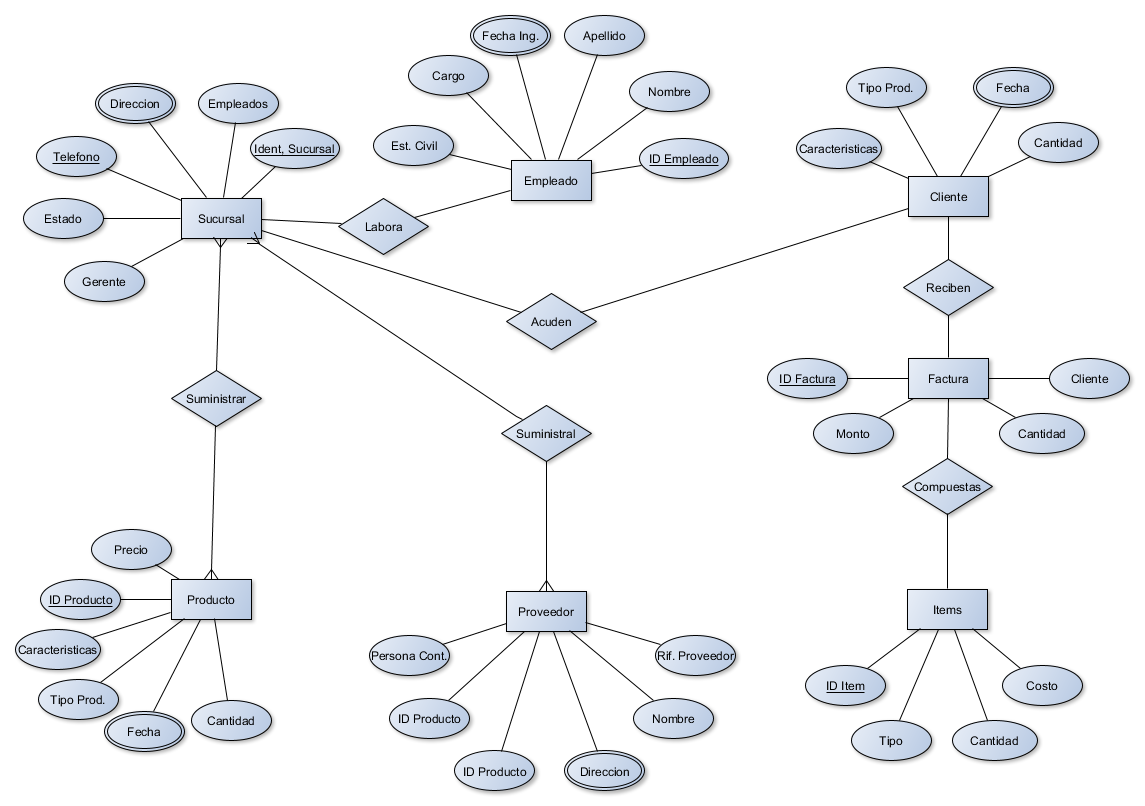 Fecha Ing.
Apellido
Cargo
Nombre
Est. Civil
ID Empleado
Empleado
Direccion
Empleados
Telefono
Ident, Sucursal
Estado
Sucursal
Gerente
Labora
Tipo Prod.
Fecha
Caracteristicas
Cantidad
Cliente
Acuden
Reciben
ID Factura
Factura
Cliente
Monto
Cantidad
Compuestas
Suministrar
Suministral
Precio
ID Producto
Producto
Caracteristicas
Tipo Prod.
Fecha
Cantidad
Proveedor
Persona Cont.
Rif. Proveedor
ID Producto
Nombre
ID Producto
Direccion
Items
ID Item
Costo
Tipo
Cantidad